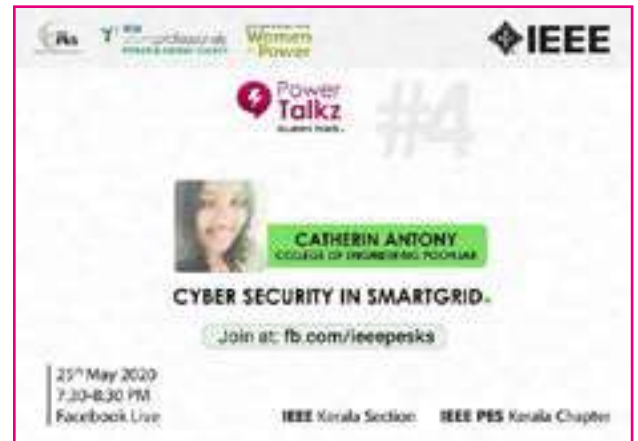 Women
in Power
IEEE
Power
Talkz
#4
CATHERIN ANTONY
COLLEGE OF ENGINEERING POONJAR
CYBER SECURITY IN SMARTGRID
Join at: fb.com/ieeepesks
25th May 2020
7.30-8.30 PM
Facebook Live
IEEE Kerala Section
IEEE PES Kerala Chapter